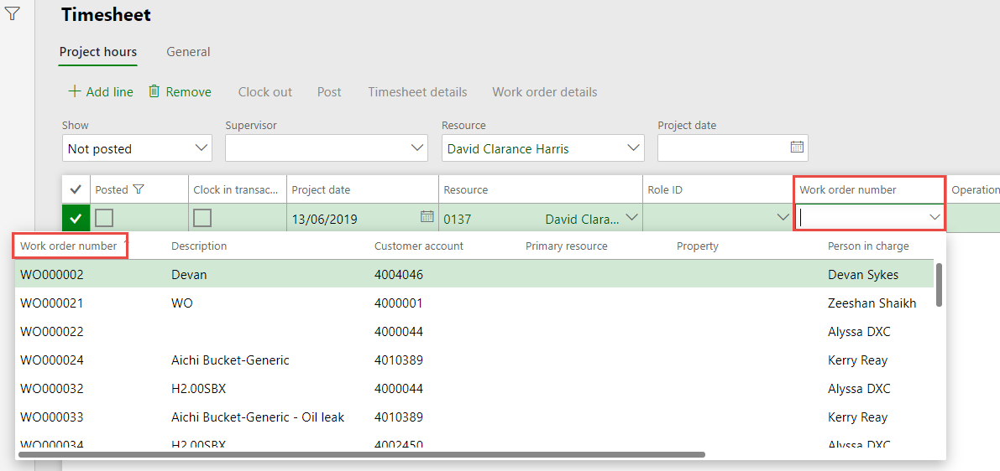 Timesheet
Project hours General
Add line Remove Clock out Post Timesheet details Work order details
Show Supervisor Resource Project date
Not posted David Clarance Harris
Posted Clock in transac... Project date Resource Role ID Work order number Operation
13/06/2019 0137 David Clara...
Work order number Description Customer account Primary resource Property Person in charge
WO000002 Devan 4004046 Devan Sykes
WO000021 WO 4000001 Zeeshan Shaikh
WO000022 4000044 Alyssa DXC
WO000024 Aichi Bucket-Generic 4010389 Kerry Reay
WO000032 H2.00SBX 4000044 Alyssa DXC
WO000033 Aichi Bucket-Generic - Oil leak 4010389 Kerry Reay
WO000034 H2.00SBX 4002450 Alyssa DXC